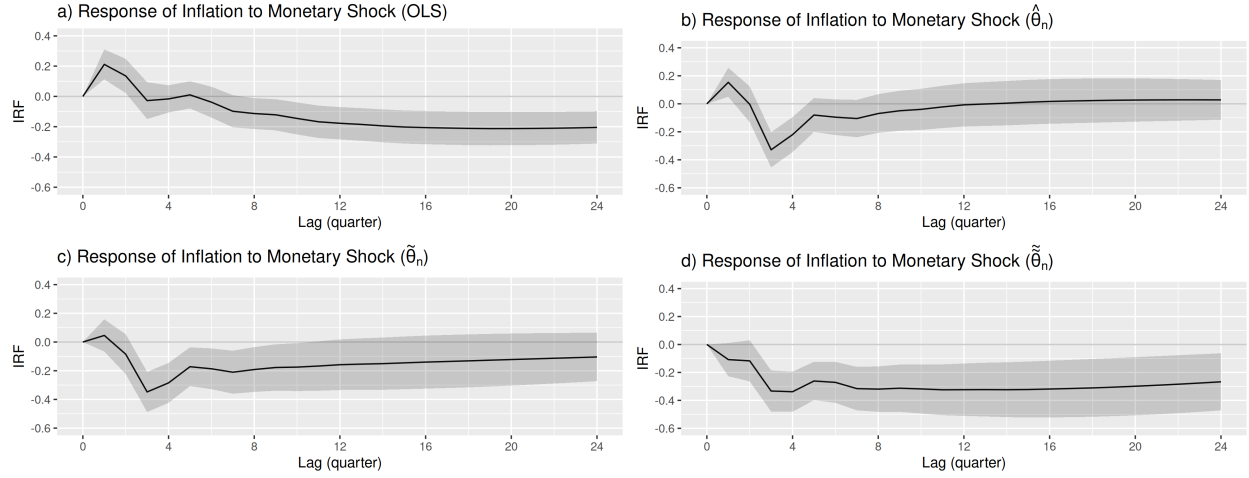 a) Response of Inflation to Monetary Shock (OLS)
0.4
0.2
0.0
-0.2
-0.4
-0.6
IRF
0 4 8 12 16 20 24
Lag (quarter)
b) Response of Inflation to Monetary Shock (θ̂ₙ)
0.4
0.2
0.0
-0.2
-0.4
-0.6
IRF
0 4 8 12 16 20 24
Lag (quarter)
c) Response of Inflation to Monetary Shock (θ̃ₙ)
0.4
0.2
0.0
-0.2
-0.4
-0.6
IRF
0 4 8 12 16 20 24
Lag (quarter)
d) Response of Inflation to Monetary Shock (θ̃̃ₙ)
0.4
0.2
0.0
-0.2
-0.4
-0.6
IRF
0 4 8 12 16 20 24
Lag (quarter)